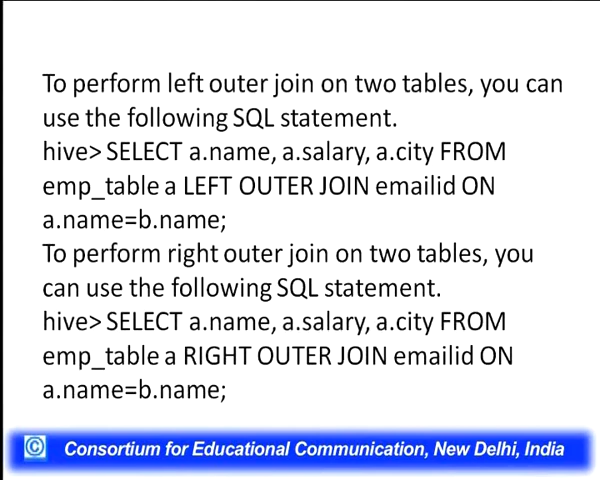 To perform left outer join on two tables, you can
use the following SQL statement.
hive> SELECT a.name, a.salary, a.city FROM
emp_table a LEFT OUTER JOIN emailid ON
a.name=b.name;
To perform right outer join on two tables, you
can use the following SQL statement.
hive> SELECT a.name, a.salary, a.city FROM
emp_table a RIGHT OUTER JOIN emailid ON
a.name=b.name;
© Consortium for Educational Communication, New Delhi, India